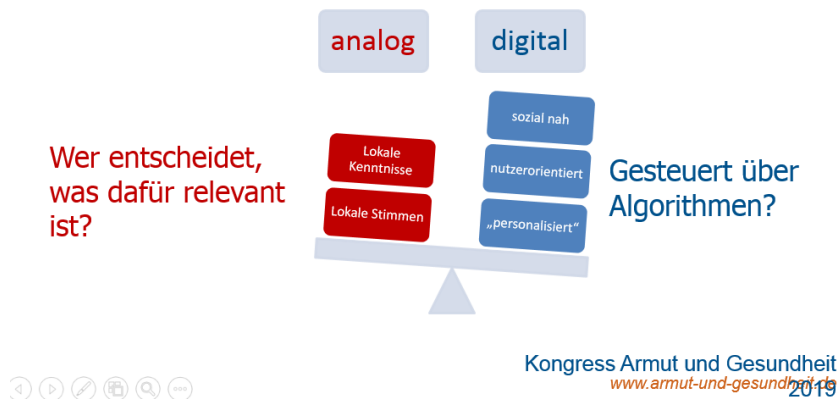 analog
digital
Wer entscheidet,
was dafür relevant
ist?
Lokale
Kenntnisse
Lokale Stimmen
sozial nah
nutzerorientiert
„personalisiert“
Gesteuert über
Algorithmen?
Kongress Armut und Gesundheit
www.armut-und-gesundheit.de
2019